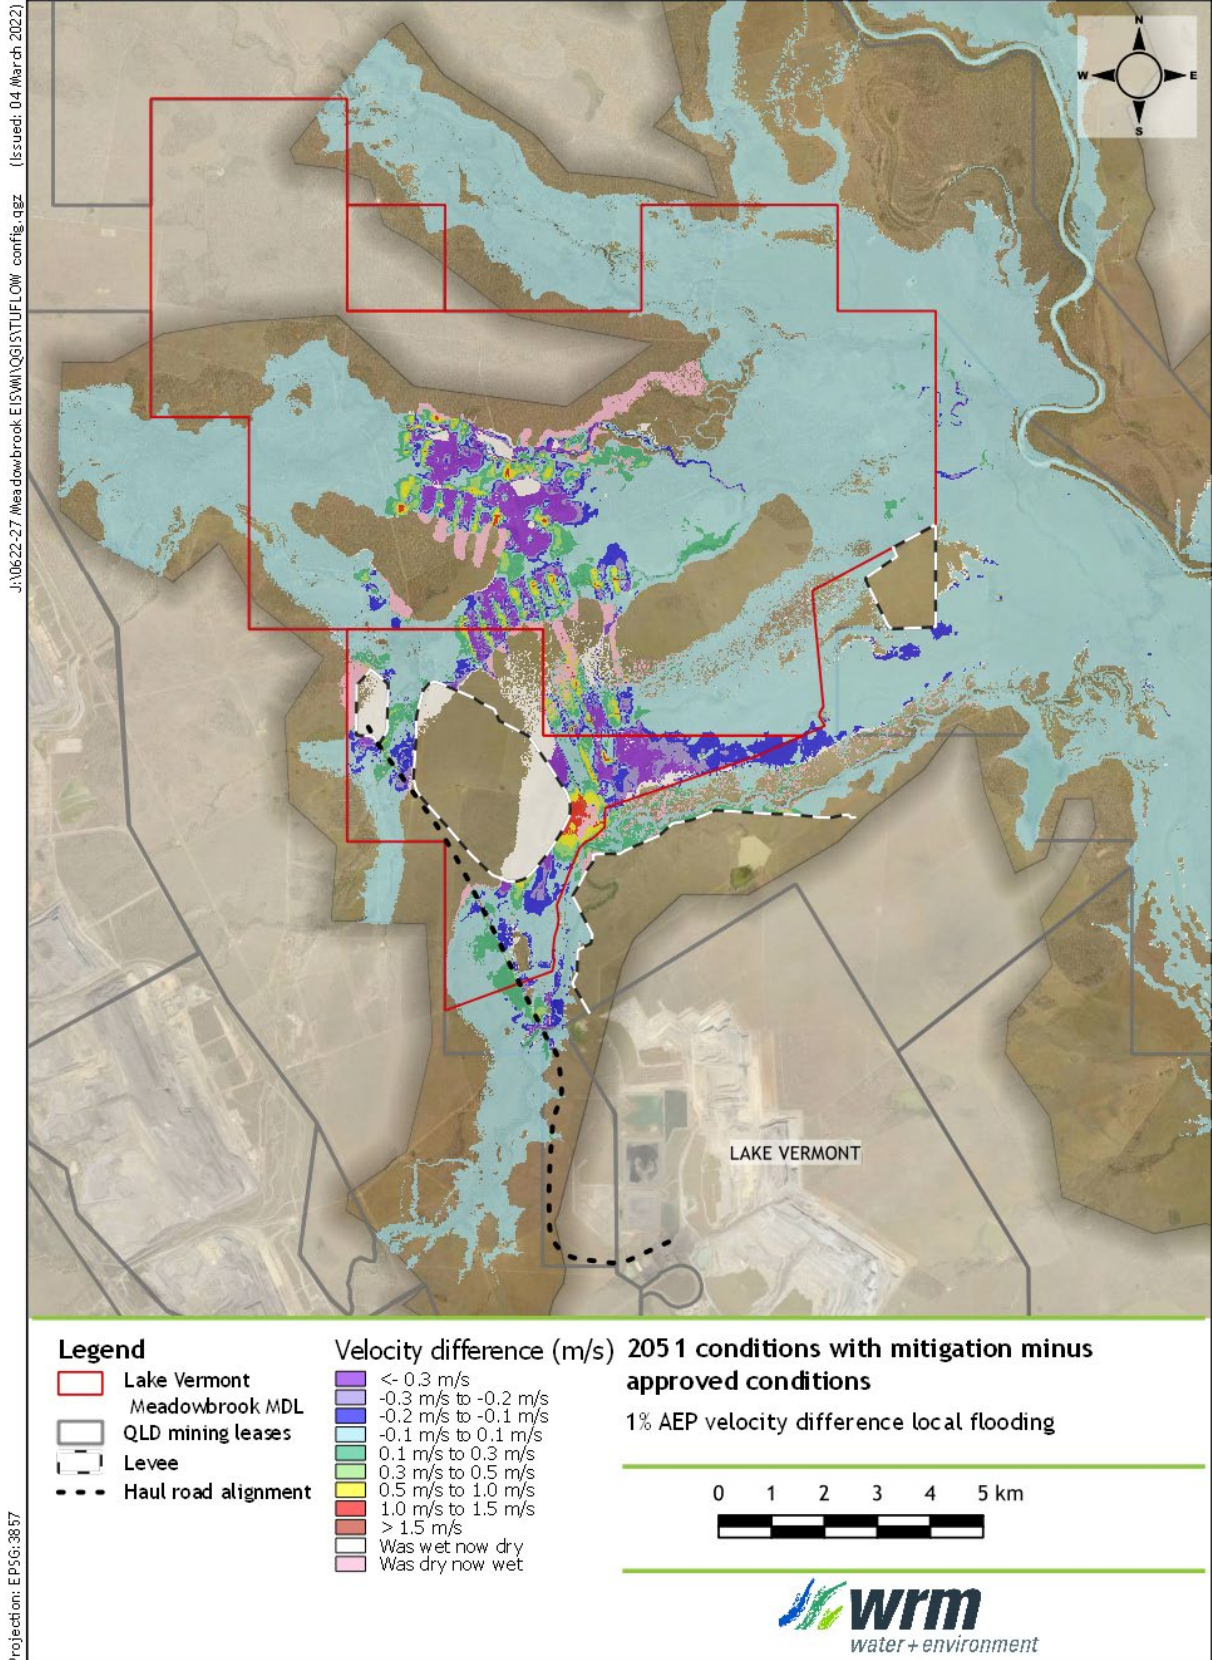 J:\0622-27 Meadowbrook EISVMI\QGIS\TUFLOW config.qgz (Issued: 04 March 2022)
N
W
E
S
LAKE VERMONT
Legend
Lake Vermont
Meadowbrook MDL
QLD mining leases
Levee
Haul road alignment
Velocity difference (m/s)
<- 0.3 m/s
-0.3 m/s to -0.2 m/s
-0.2 m/s to -0.1 m/s
-0.1 m/s to 0.1 m/s
0.1 m/s to 0.3 m/s
0.3 m/s to 0.5 m/s
0.5 m/s to 1.0 m/s
1.0 m/s to 1.5 m/s
> 1.5 m/s
Was wet now dry
Was dry now wet
2051 conditions with mitigation minus
approved conditions
1% AEP velocity difference local flooding
0 1 2 3 4 5 km
wrm
water + environment
Projection: EPSG:3857